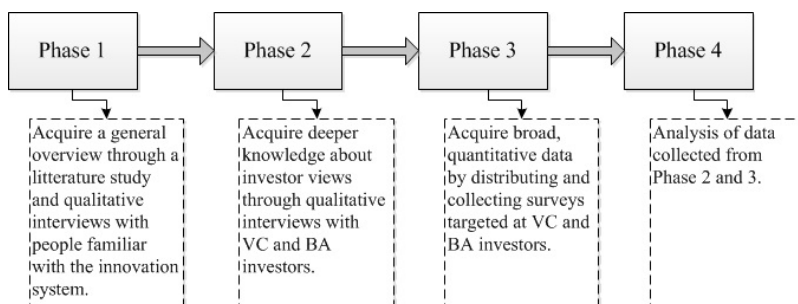 Phase 1
Phase 2
Phase 3
Phase 4
Acquire a general
overview through a
litterature study
and qualitative
interviews with
people familiar
with the innovation
system.
Acquire deeper
knowledge about
investor views
through qualitative
interviews with
VC and BA
investors.
Acquire broad,
quantitative data
by distributing and
collecting surveys
targeted at VC and
BA investors.
Analysis of data
collected from
Phase 2 and 3.